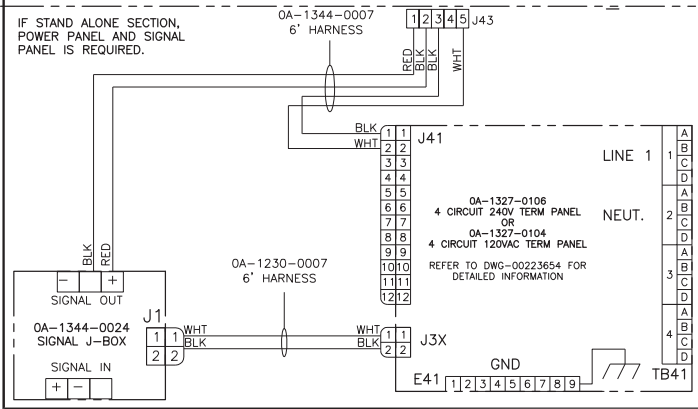 IF STAND ALONE SECTION,
POWER PANEL AND SIGNAL
PANEL IS REQUIRED.
0A-1344-0007
6' HARNESS
1 2 3 4 5 J43
RED BLK BLK WHT
BLK 1 1 J41
WHT 2 2
3 3
4 4
5 5
6 6
7 7
8 8
9 9
10 10
11 11
12 12
LINE 1
NEUT.
0A-1327-0106
4 CIRCUIT 240V TERM PANEL
OR
0A-1327-0104
4 CIRCUIT 120VAC TERM PANEL
REFER TO DWG-00223654 FOR
DETAILED INFORMATION
1 A B C D
2 A B C D
3 A B C D
4 A B C D
TB41
BLK RED
- +
SIGNAL OUT
0A-1344-0024
SIGNAL J-BOX
SIGNAL IN
+ -
J1
1 1 WHT
2 2 BLK
0A-1230-0007
6' HARNESS
WHT 1 1 J3X
BLK 2 2
GND
E41 1 2 3 4 5 6 7 8 9